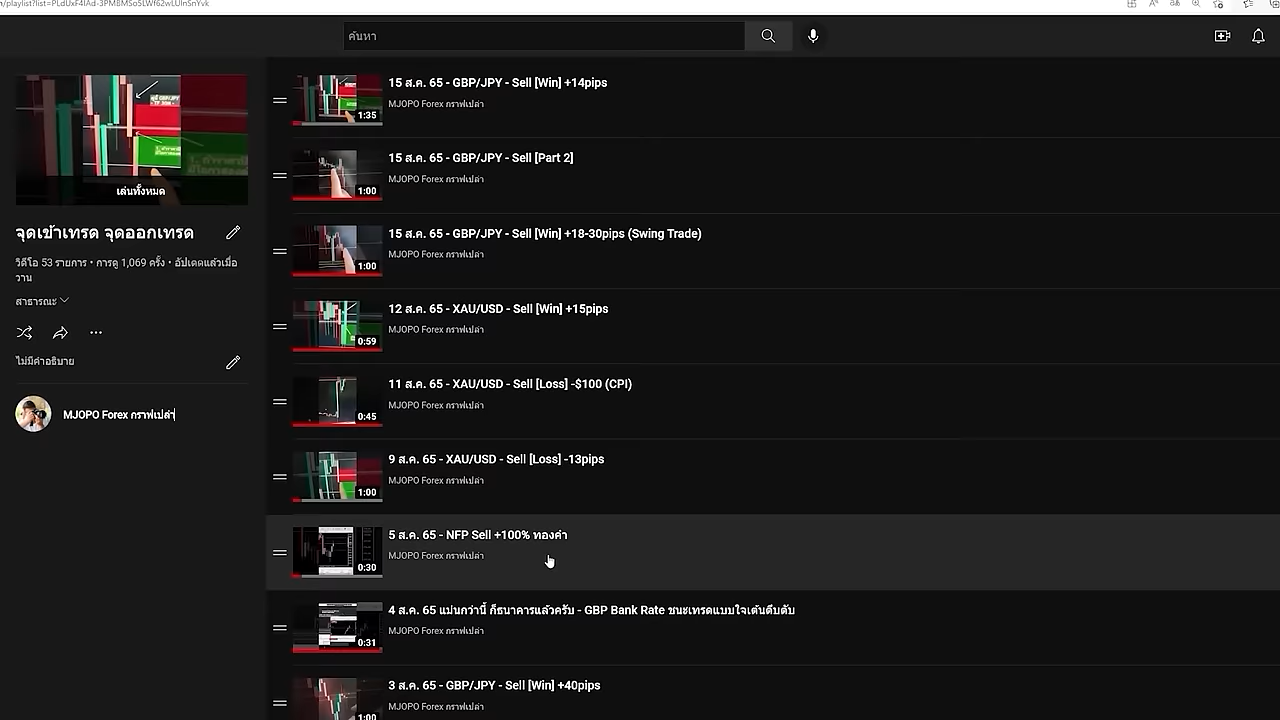 ค้นหา
เล่นทั้งหมด
จุดเข้าเทรด จุดออกเทรด
วิดีโอ 53 รายการ • การดู 1,069 ครั้ง • อัปเดตแล้วเมื่อ
วาน
สาธารณะ
ไม่มีคำอธิบาย
MJOPO Forex กราฟเปล่า
15 ส.ค. 65 - GBP/JPY - Sell [Win] +14pips
MJOPO Forex กราฟเปล่า
1:35
15 ส.ค. 65 - GBP/JPY - Sell [Part 2]
MJOPO Forex กราฟเปล่า
1:00
15 ส.ค. 65 - GBP/JPY - Sell [Win] +18-30pips (Swing Trade)
MJOPO Forex กราฟเปล่า
1:00
12 ส.ค. 65 - XAU/USD - Sell [Win] +15pips
MJOPO Forex กราฟเปล่า
0:59
11 ส.ค. 65 - XAU/USD - Sell [Loss] -$100 (CPI)
MJOPO Forex กราฟเปล่า
0:45
9 ส.ค. 65 - XAU/USD - Sell [Loss] -13pips
MJOPO Forex กราฟเปล่า
1:00
5 ส.ค. 65 - NFP Sell +100% ทองคำ
MJOPO Forex กราฟเปล่า
0:30
4 ส.ค. 65 แม่นกว่านี้ ก็ธนาคารแล้วครับ - GBP Bank Rate ชนะเทรดแบบใจเต้นตึบตับ
MJOPO Forex กราฟเปล่า
0:31
3 ส.ค. 65 - GBP/JPY - Sell [Win] +40pips
MJOPO Forex กราฟเปล่า
1:00